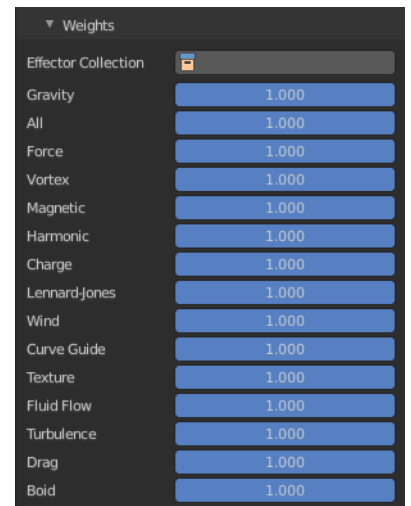 Weights
Effector Collection
Gravity 1.000
All 1.000
Force 1.000
Vortex 1.000
Magnetic 1.000
Harmonic 1.000
Charge 1.000
Lennard-Jones 1.000
Wind 1.000
Curve Guide 1.000
Texture 1.000
Fluid Flow 1.000
Turbulence 1.000
Drag 1.000
Boid 1.000